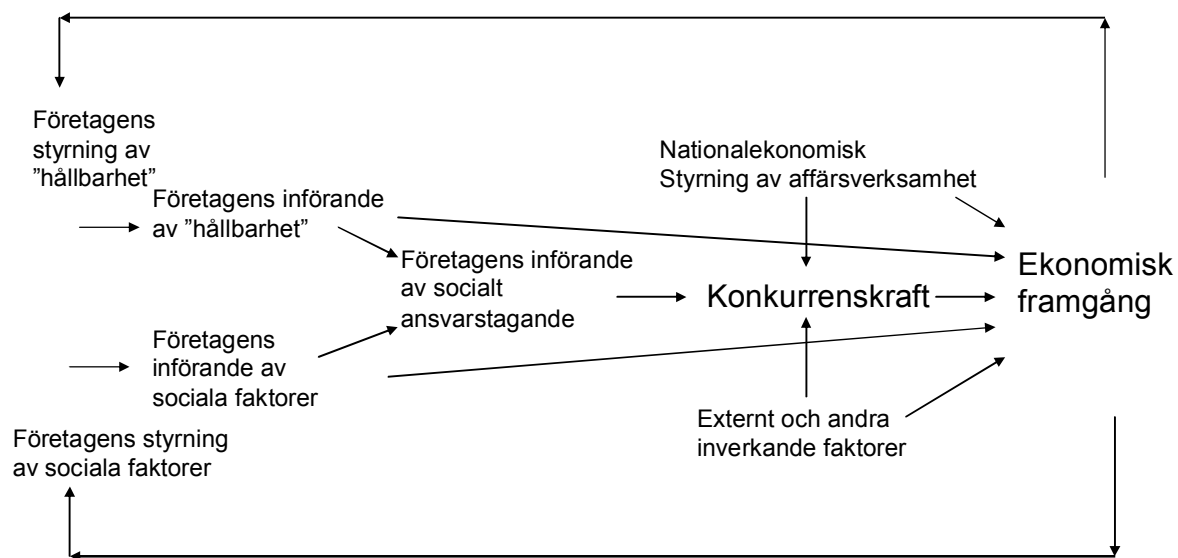 Företagens
styrning av
”hållbarhet”
Företagens införande
av ”hållbarhet”
Företagens införande
av socialt
ansvarstagande
Företagens
införande av
sociala faktorer
Företagens styrning
av sociala faktorer
Nationalekonomisk
Styrning av affärsverksamhet
Konkurrenskraft
Externt och andra
inverkande faktorer
Ekonomisk
framgång